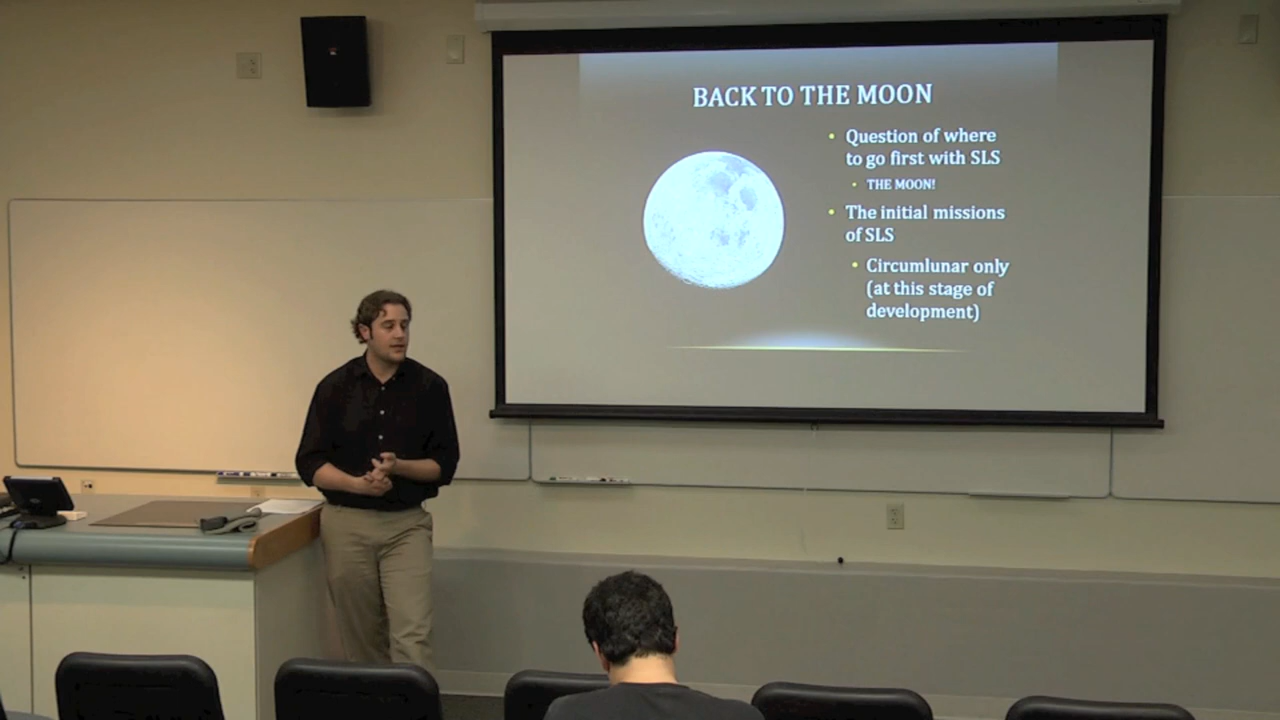 BACK TO THE MOON
• Question of where
to go first with SLS
• THE MOON!
• The initial missions
of SLS
• Circumlunar only
(at this stage of
development)